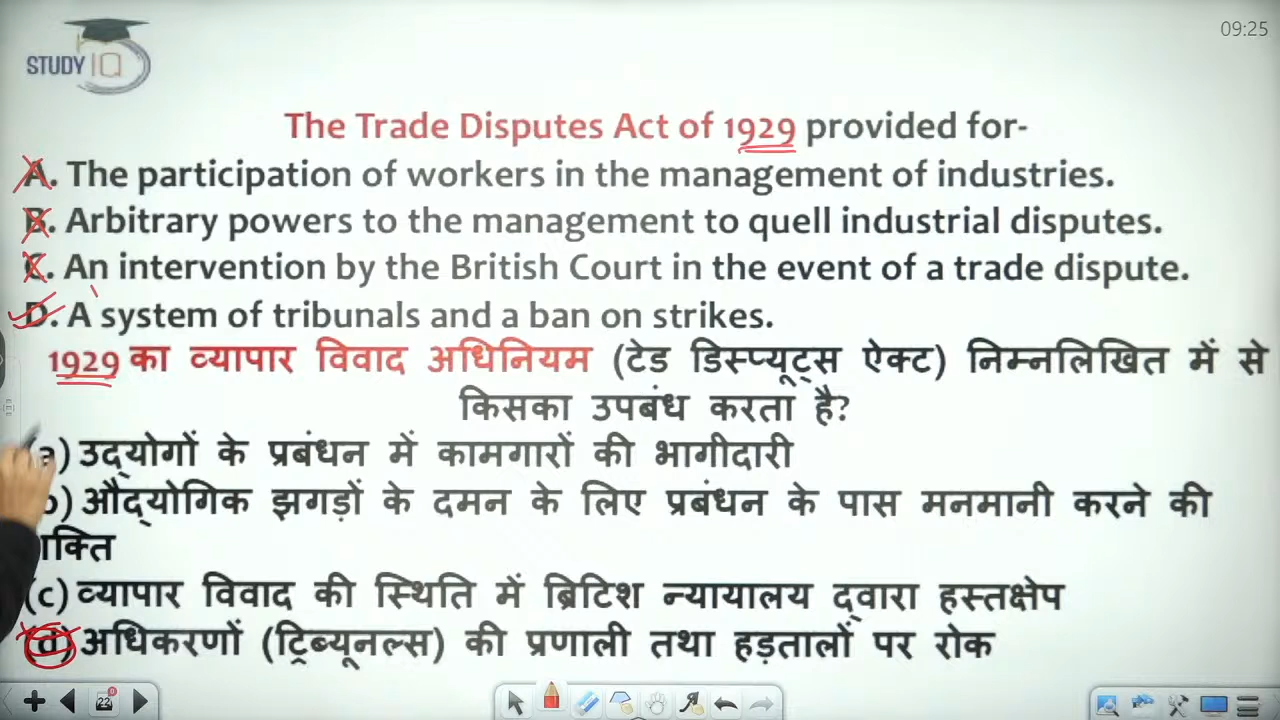 09:25
STUDY IQ
The Trade Disputes Act of 1929 provided for-
A. The participation of workers in the management of industries.
B. Arbitrary powers to the management to quell industrial disputes.
C. An intervention by the British Court in the event of a trade dispute.
D. A system of tribunals and a ban on strikes.
1929 का व्यापार विवाद अधिनियम (टेड डिस्प्यूट्स ऐक्ट) निम्नलिखित में से
किसका उपबंध करता है?
(a) उद्योगों के प्रबंधन में कामगारों की भागीदारी
b) औद्योगिक झगड़ों के दमन के लिए प्रबंधन के पास मनमानी करने की
क्ति
(c) व्यापार विवाद की स्थिति में ब्रिटिश न्यायालय द्वारा हस्तक्षेप
(d) अधिकरणों (ट्रिब्यूनल्स) की प्रणाली तथा हड़तालों पर रोक
22